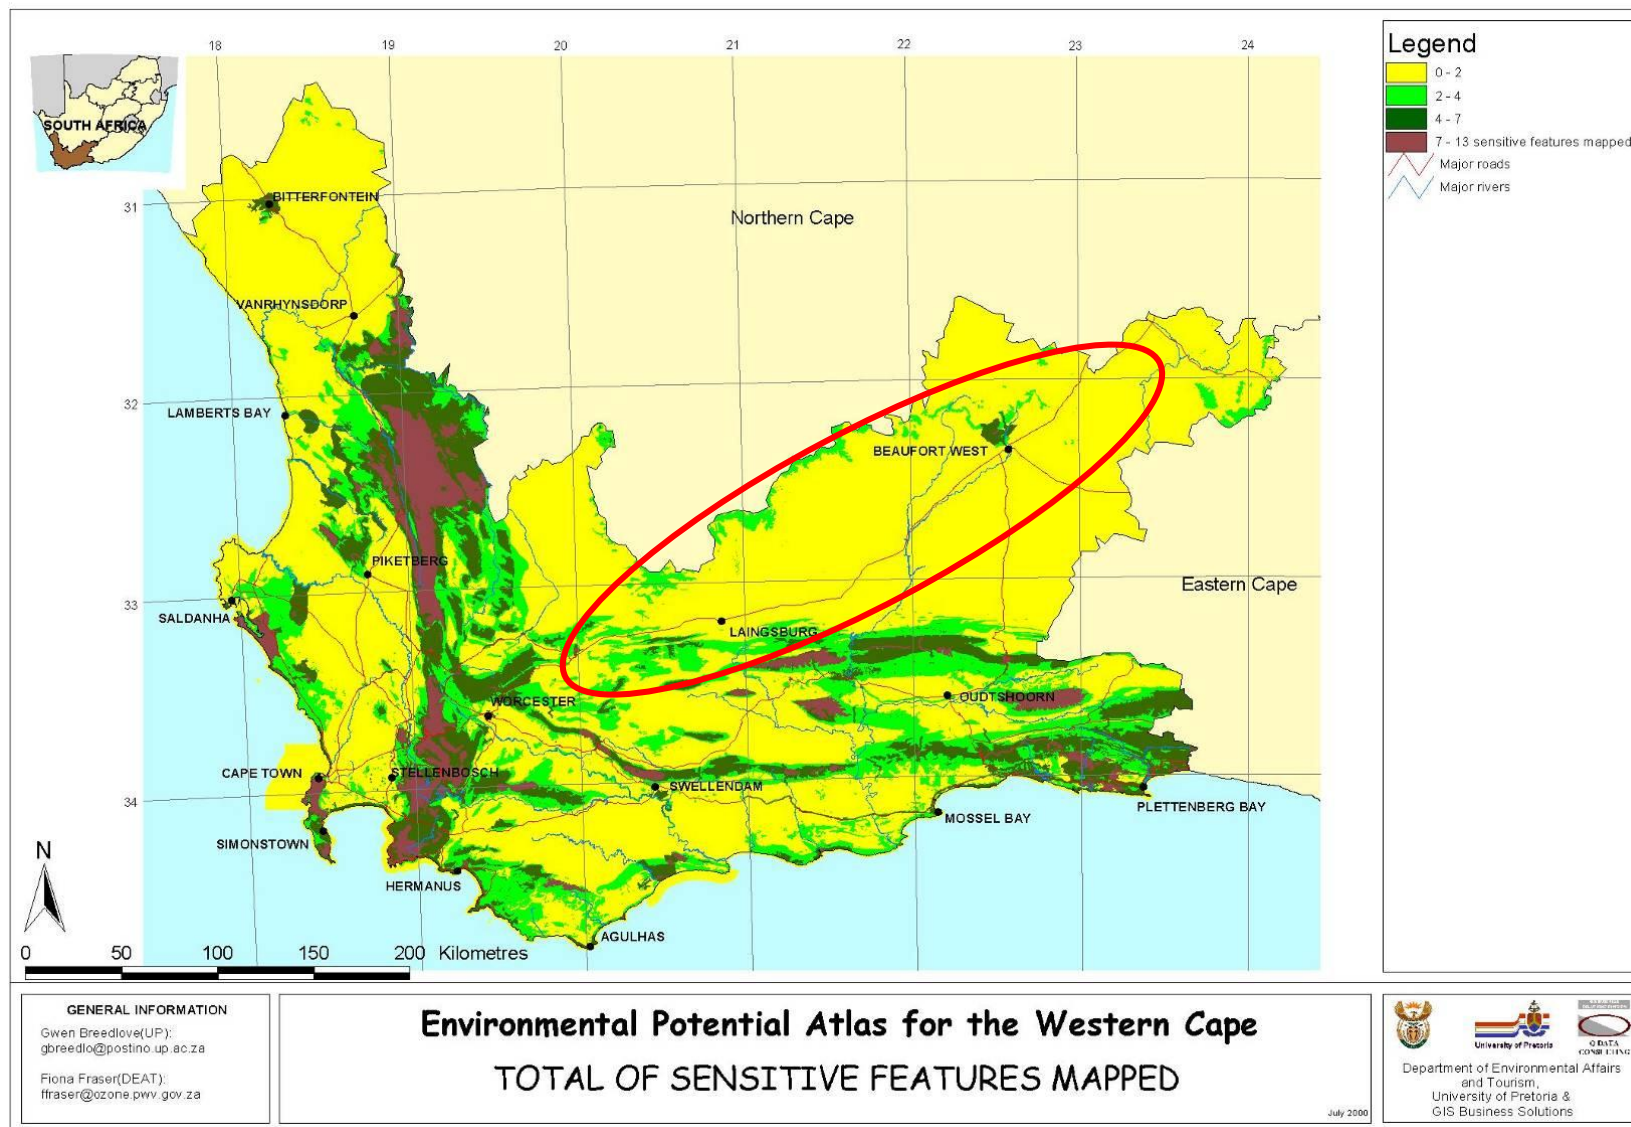 18
19
20
21
22
23
24
SOUTH AFRICA
31
32
33
34
BITTERFONTEIN
Northern Cape
VANRHYNSDORP
LAMBERTS BAY
BEAUFORT WEST
PIKETBERG
Eastern Cape
SALDANHA
LAINGSBURG
OUDTSHOORN
WORCESTER
CAPE TOWN
STELLENBOSCH
SWELLENDAM
PLETTENBERG BAY
MOSSEL BAY
SIMONSTOWN
HERMANUS
AGULHAS
N
0 50 100 150 200 Kilometres
Legend
0 - 2
2 - 4
4 - 7
7 - 13 sensitive features mapped
Major roads
Major rivers
GENERAL INFORMATION
Gwen Breedlove(UP):
gbreedlo@postino.up.ac.za
Fiona Fraser(DEAT):
ffraser@ozone.pwv.gov.za
Environmental Potential Atlas for the Western Cape
TOTAL OF SENSITIVE FEATURES MAPPED
July 2000
University of Pretoria
Q DATA
CONSULTING
Department of Environmental Affairs
and Tourism,
University of Pretoria &
GIS Business Solutions